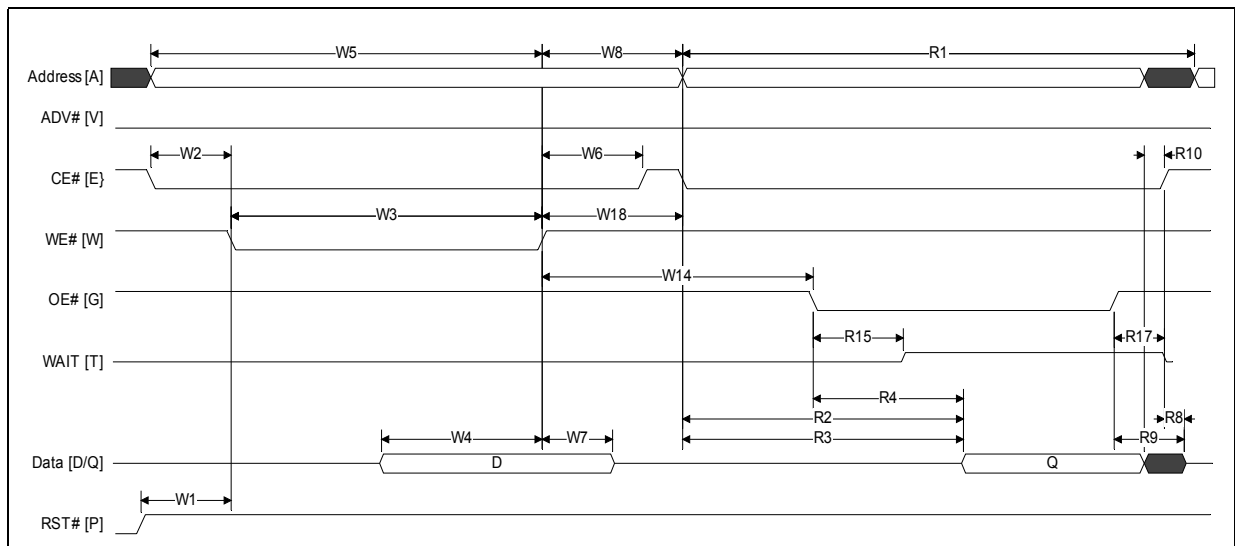 W5 W8 R1
Address [A]
ADV# [V]
W2 W6 R10
CE# [E}
W3 W18
WE# [W]
W14
OE# [G]
R15 R17
WAIT [T]
R4
R2 R8
W4 W7 R3 R9
Data [D/Q] D Q
W1
RST# [P]